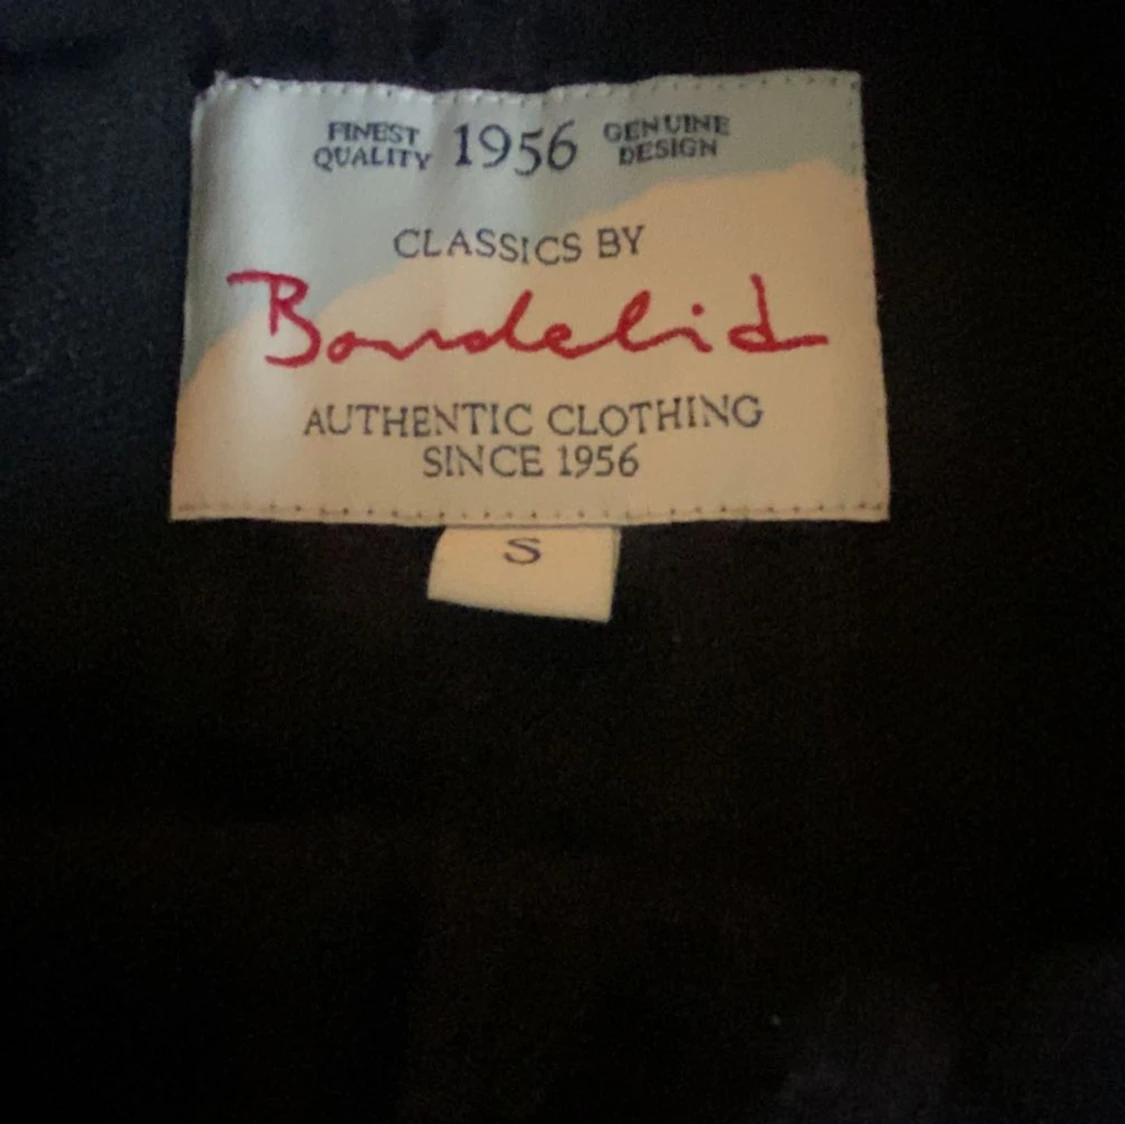 FINEST QUALITY 1956 GENUINE DESIGN
CLASSICS BY
Bondelid
AUTHENTIC CLOTHING
SINCE 1956
S